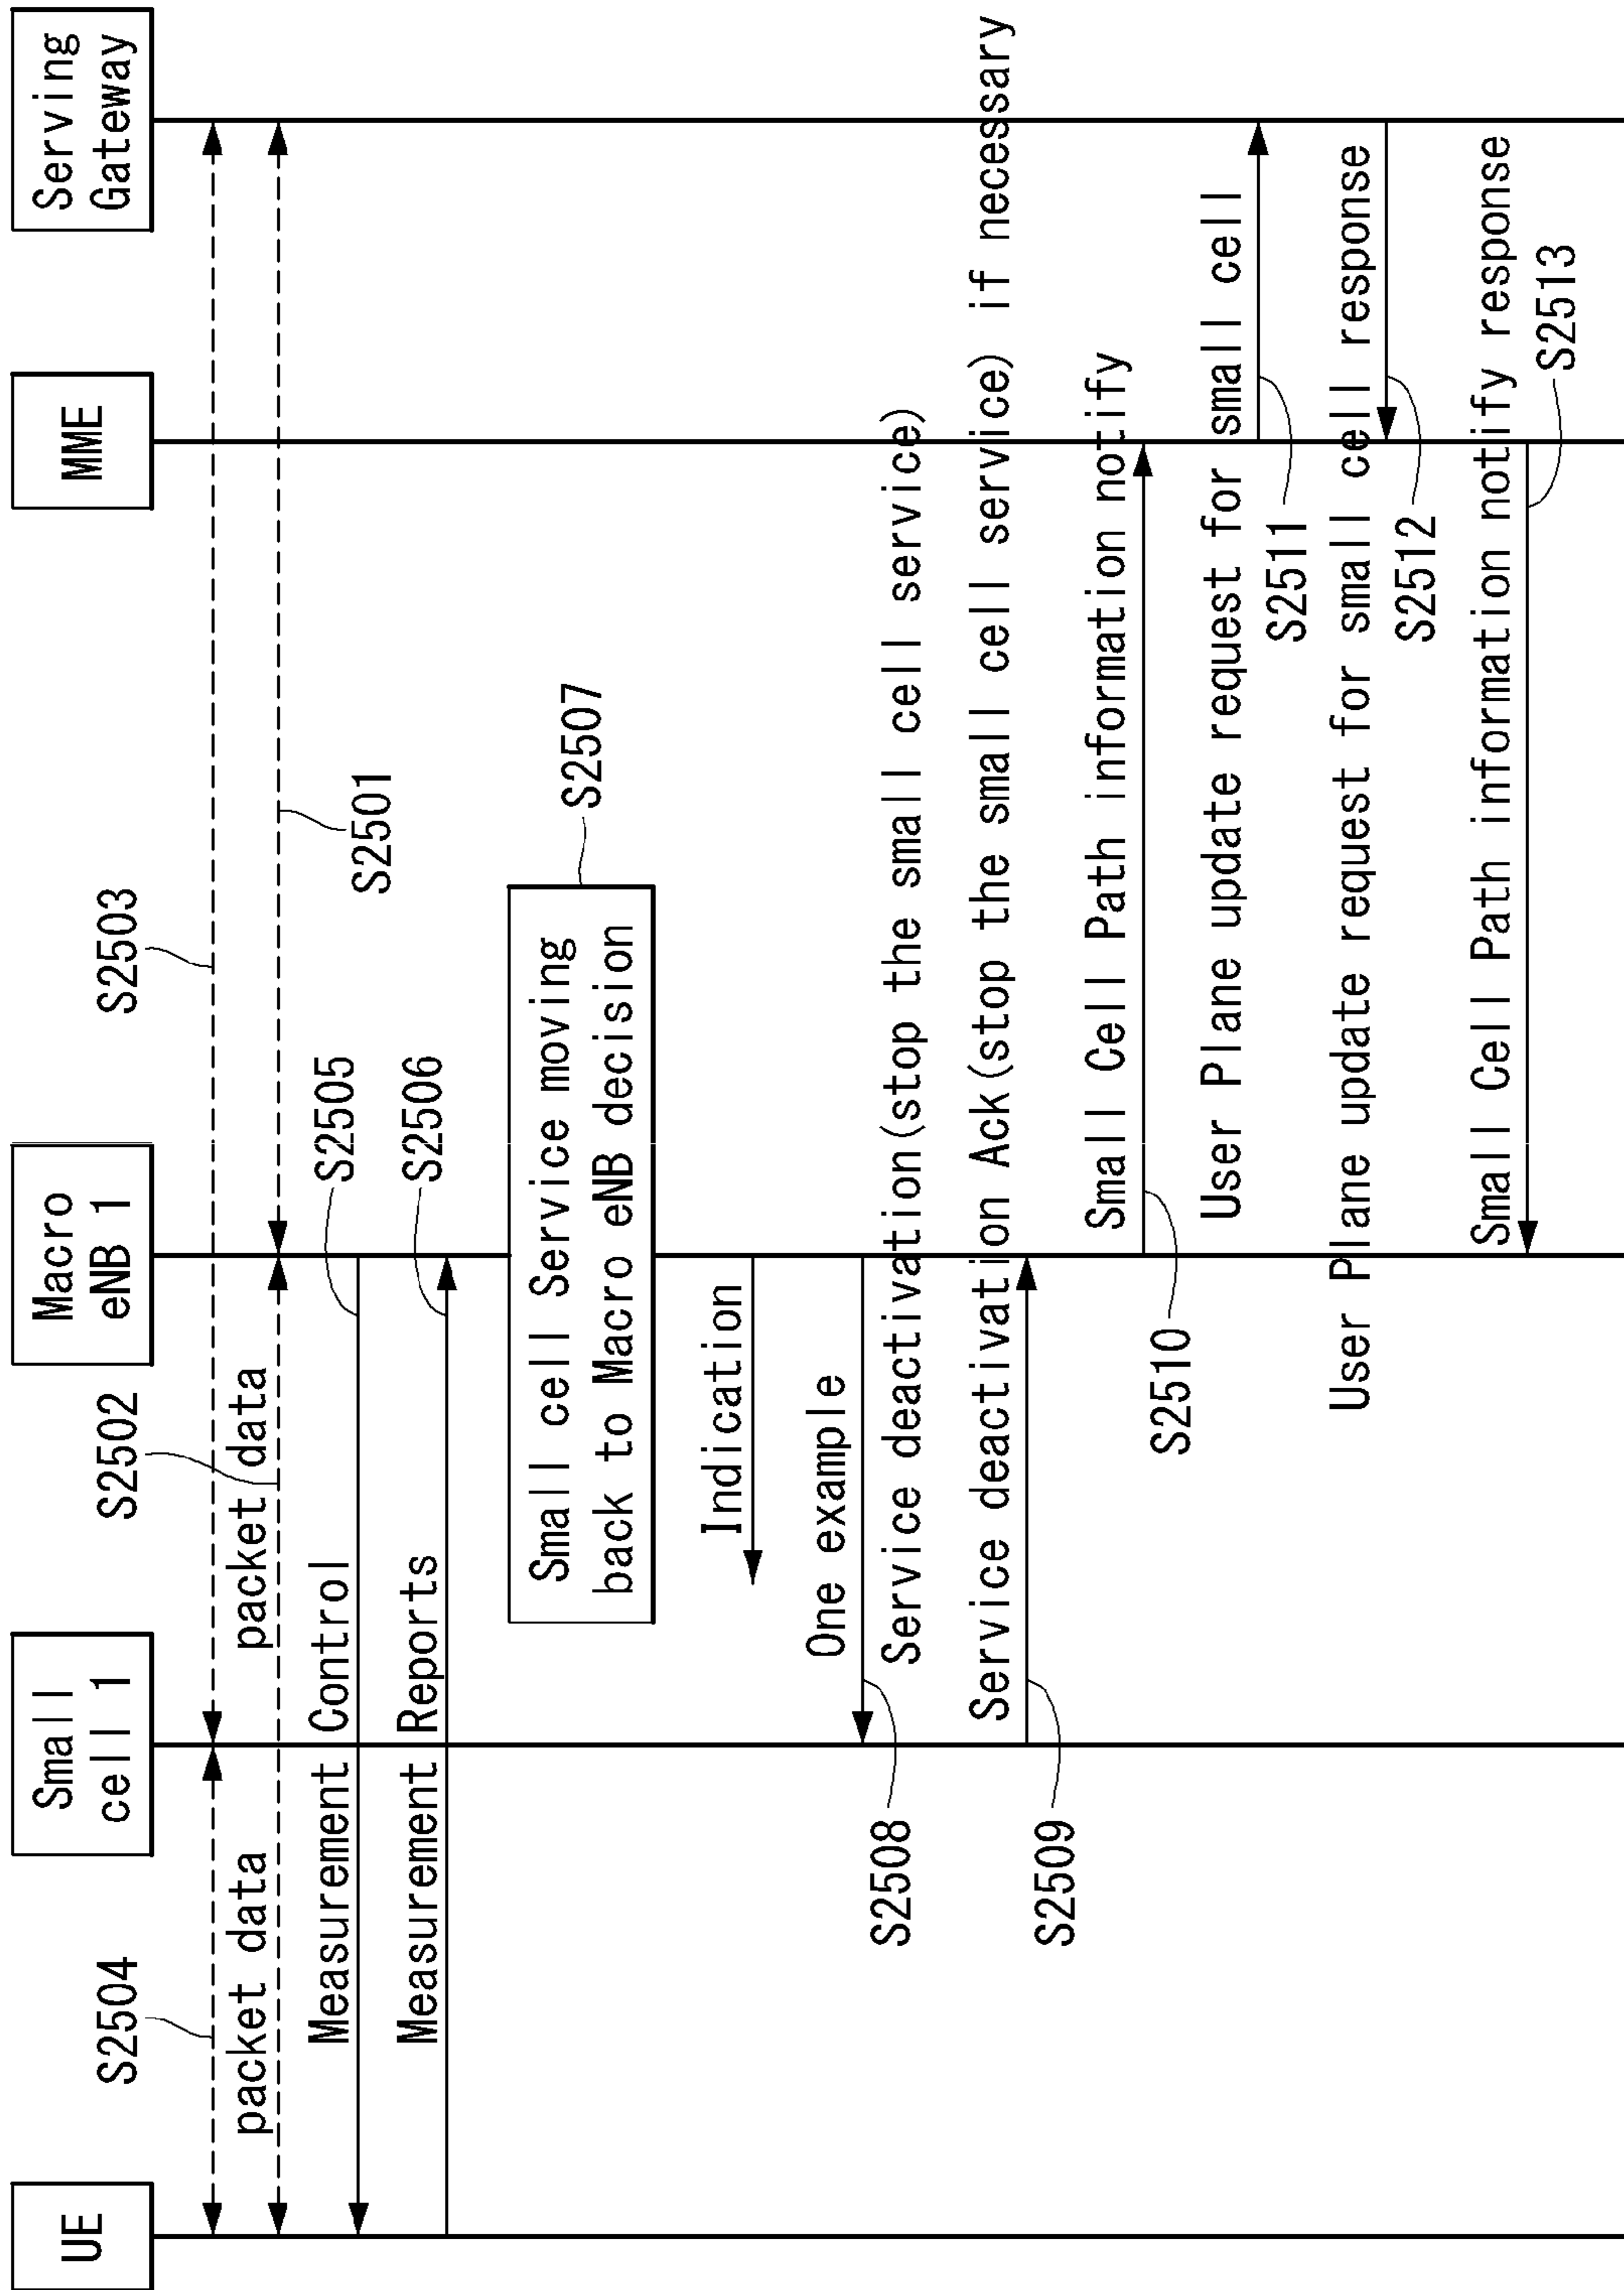 UE
Small
cell 1
Macro
eNB 1
MME
Serving
Gateway
S2504
S2502
S2503
packet data
packet data
S2501
Measurement Control
S2505
Measurement Reports
S2506
Small cell Service moving
back to Macro eNB decision
S2507
Indication
One example
S2508
Service deactivation(stop the small cell service)
Service deactivation Ack(stop the small cell service) if necessary
S2509
Small Cell Path information notify
S2510
User Plane update request for small cell
S2511
User Plane update request for small cell response
S2512
Small Cell Path information notify response
S2513